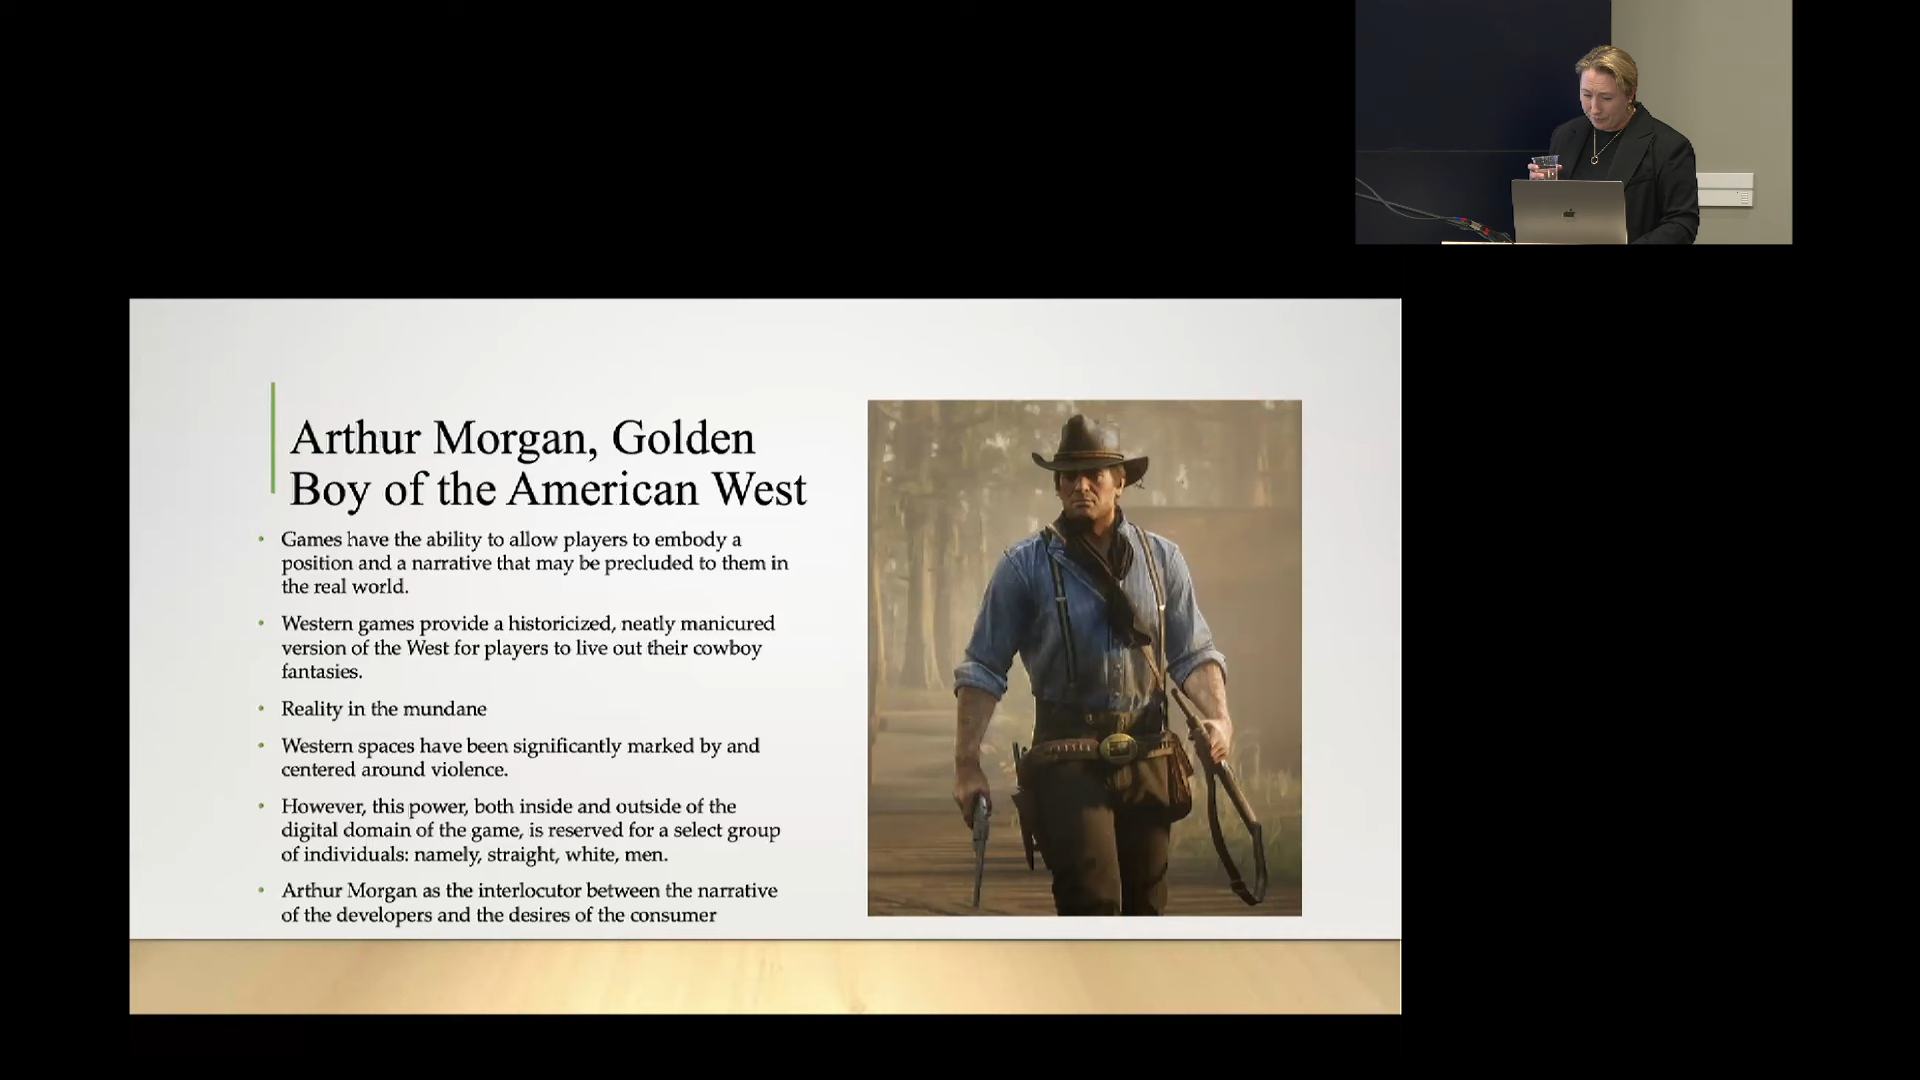 Arthur Morgan, Golden
Boy of the American West
• Games have the ability to allow players to embody a
position and a narrative that may be precluded to them in
the real world.
• Western games provide a historicized, neatly manicured
version of the West for players to live out their cowboy
fantasies.
• Reality in the mundane
• Western spaces have been significantly marked by and
centered around violence.
• However, this power, both inside and outside of the
digital domain of the game, is reserved for a select group
of individuals: namely, straight, white, men.
• Arthur Morgan as the interlocutor between the narrative
of the developers and the desires of the consumer